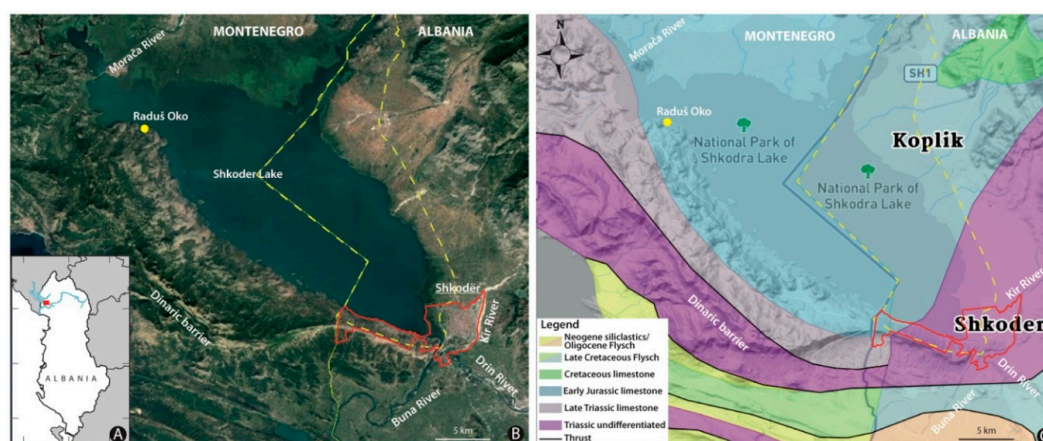 N
MONTENEGRO
ALBANIA
Morača River
Raduš Oko
Shkoder Lake
Dinaric barrier
Shkodër
Kir River
Drin River
Buna River
5 km
B
ALBANIA
A
N
MONTENEGRO
ALBANIA
Morača River
SH1
Raduš Oko
National Park of
Shkodra Lake
Koplik
National Park of
Shkodra Lake
Dinaric barrier
Kir River
Shkoder
Drin River
Buna River
5 km
C
Legend
Neogene siliclastics/
Oligocene Flysch
Late Cretaceous Flysch
Cretaceous limestone
Early Jurassic limestone
Late Triassic limestone
Triassic undifferentiated
Thrust